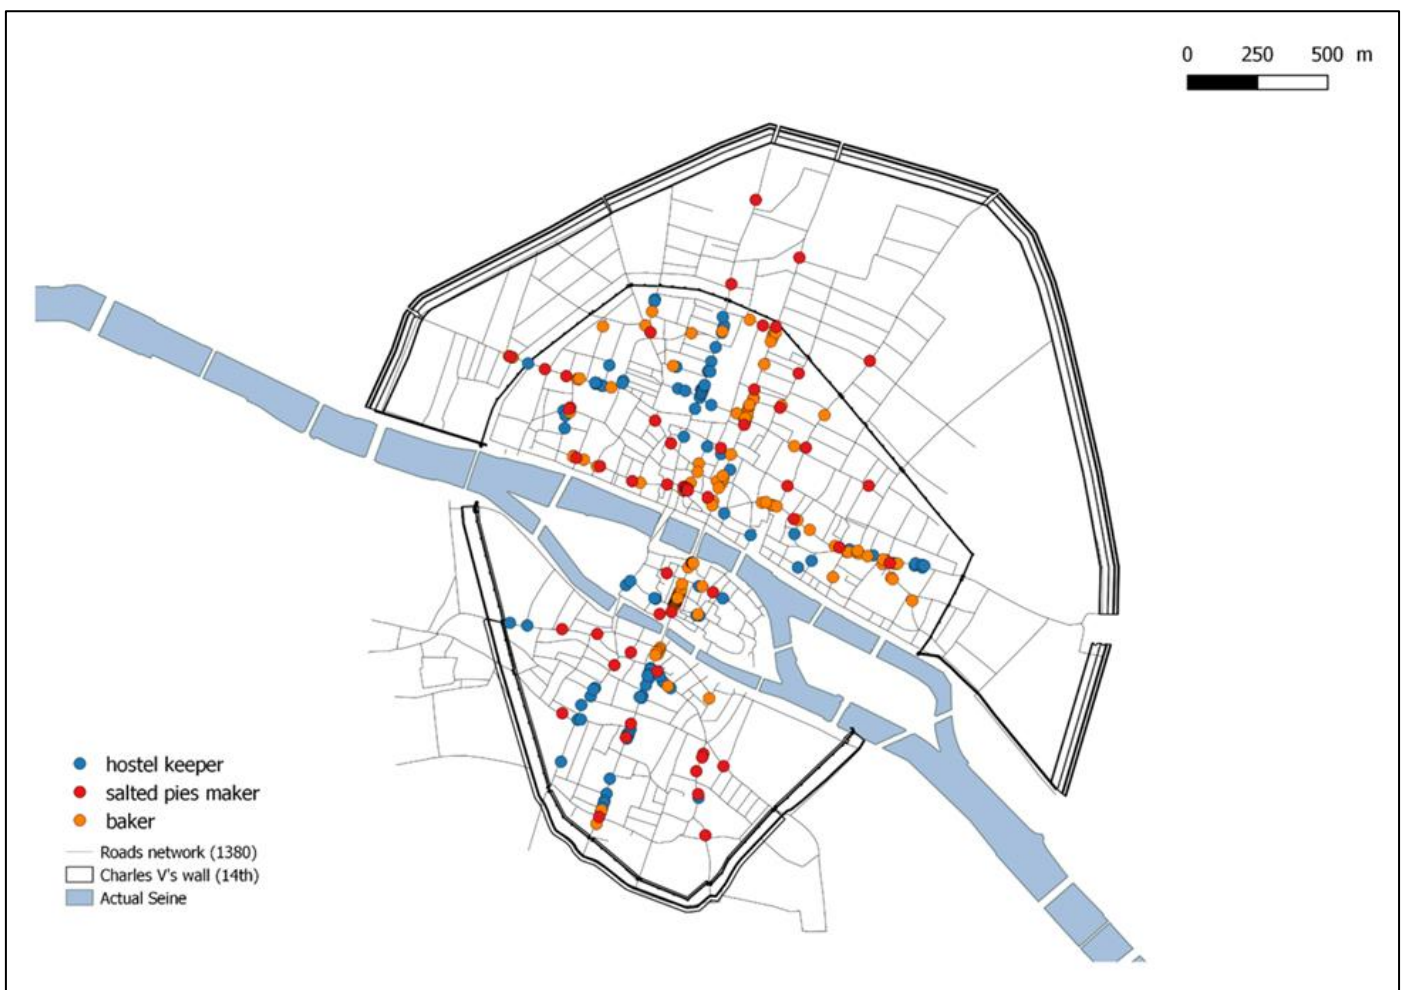 0 250 500 m
hostel keeper
salted pies maker
baker
Roads network (1380)
Charles V's wall (14th)
Actual Seine